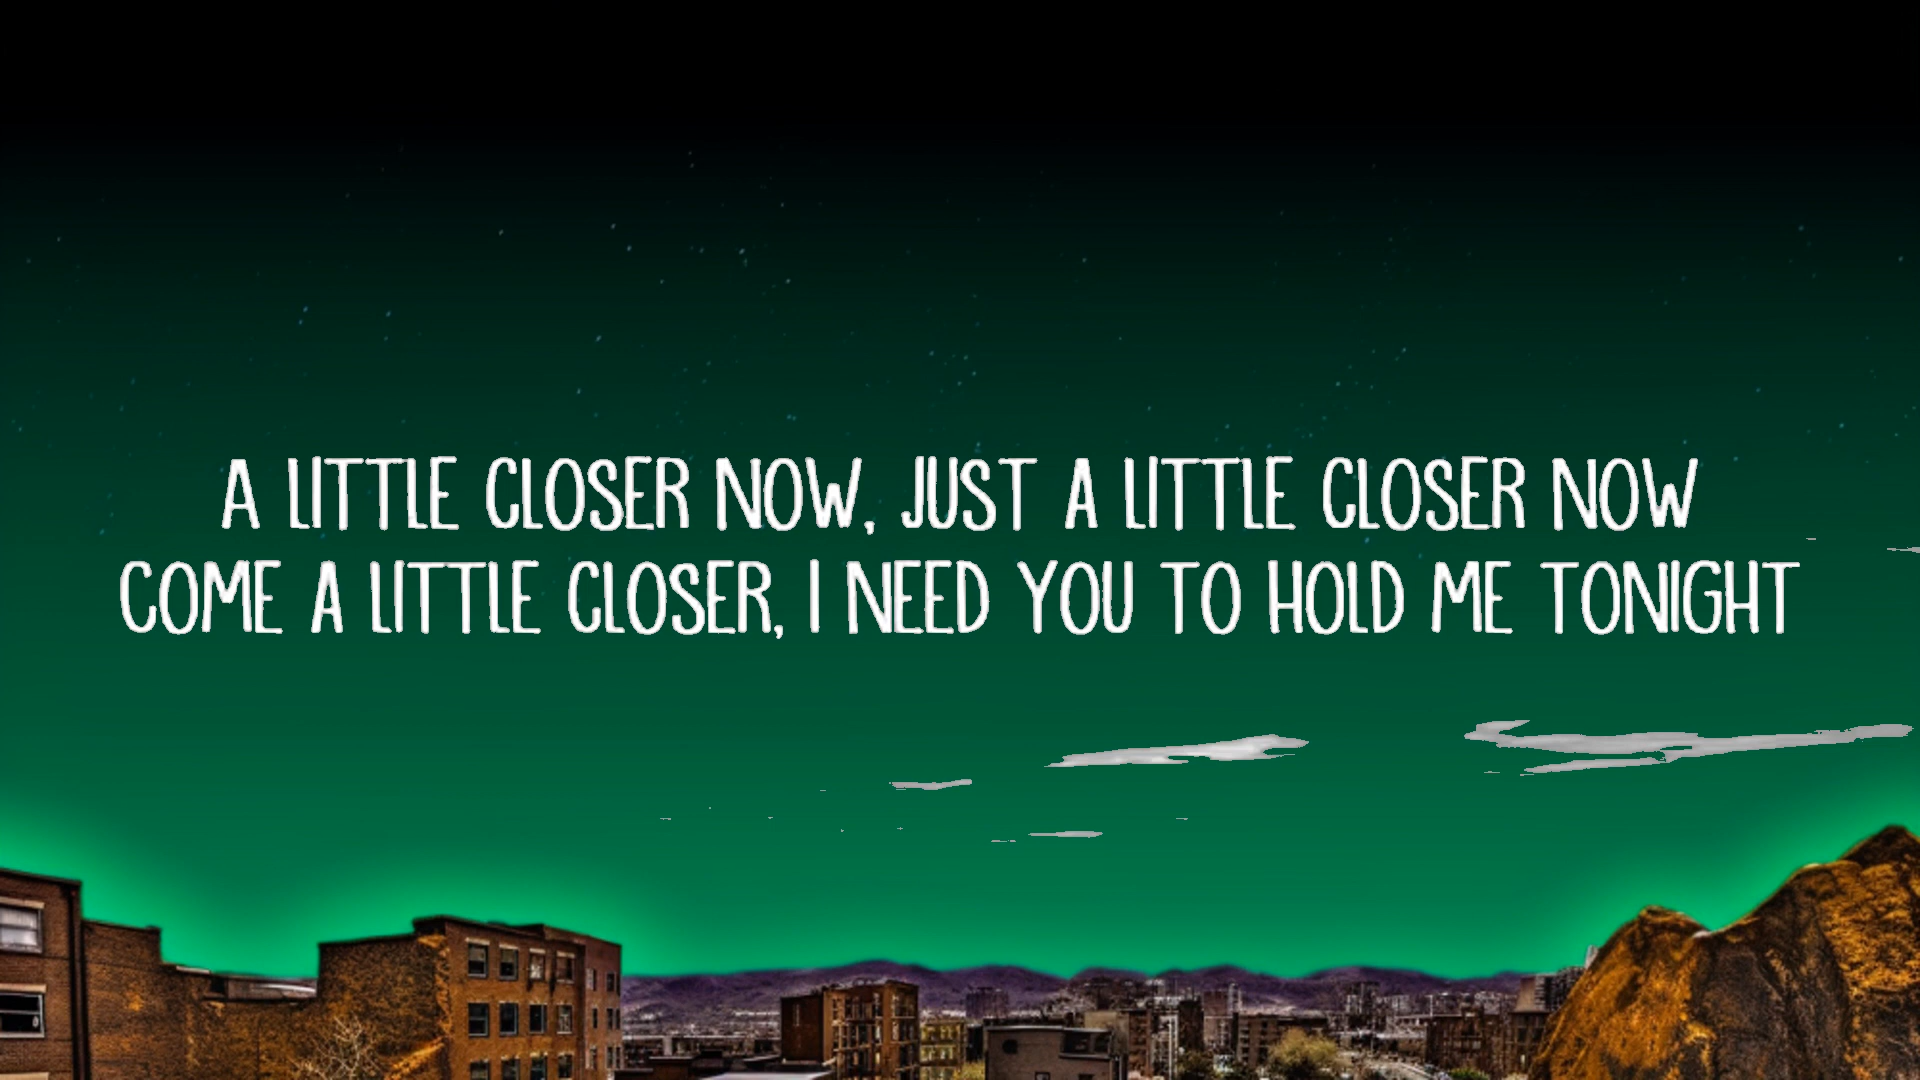 A LITTLE CLOSER NOW, JUST A LITTLE CLOSER NOW
COME A LITTLE CLOSER, I NEED YOU TO HOLD ME TONIGHT